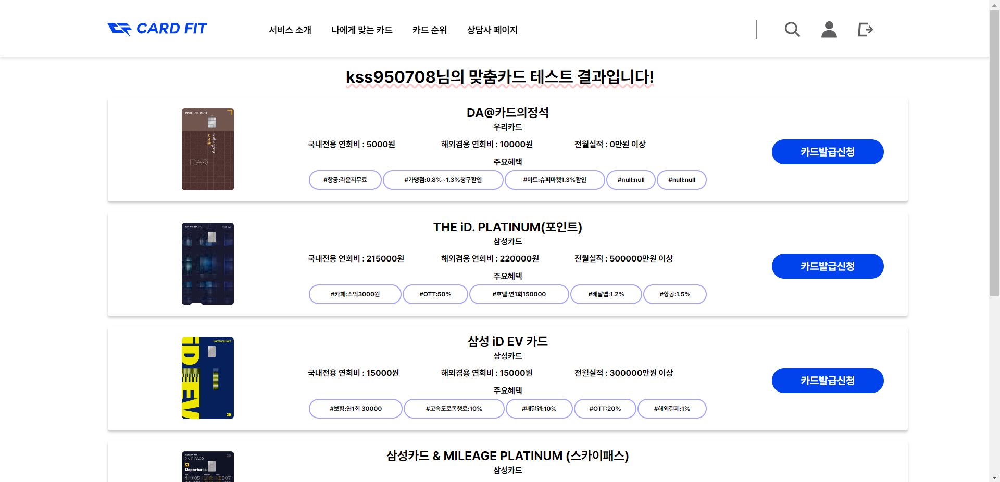 CARD FIT
서비스 소개 나에게 맞는 카드 카드 순위 상담사 페이지
kss950708님의 맞춤카드 테스트 결과입니다!
WOORI CARD
카드의정석
DA@
DA@
DA@카드의정석
우리카드
국내전용 연회비 : 5000원 해외겸용 연회비 : 10000원 전월실적 : 0만원 이상
주요혜택
#항공:라운지무료 #가맹점:0.8%~1.3%청구할인 #마트:슈퍼마켓1.3%할인 #null:null #null:null
카드발급신청
Samsung Card THE iD.
THE iD. PLATINUM(포인트)
삼성카드
국내전용 연회비 : 215000원 해외겸용 연회비 : 220000원 전월실적 : 500000만원 이상
주요혜택
#카페:스벅3000원 #OTT:50% #호텔:연1회150000 #배달앱:1.2% #항공:1.5%
카드발급신청
Samsung Card
iD EV
삼성 iD EV 카드
삼성카드
국내전용 연회비 : 15000원 해외겸용 연회비 : 15000원 전월실적 : 300000만원 이상
주요혜택
#보험:연1회 30000 #고속도로통행료:10% #배달앱:10% #OTT:20% #해외결제:1%
카드발급신청
SKYPASS
Departures
11:05 907
삼성카드 & MILEAGE PLATINUM (스카이패스)
삼성카드